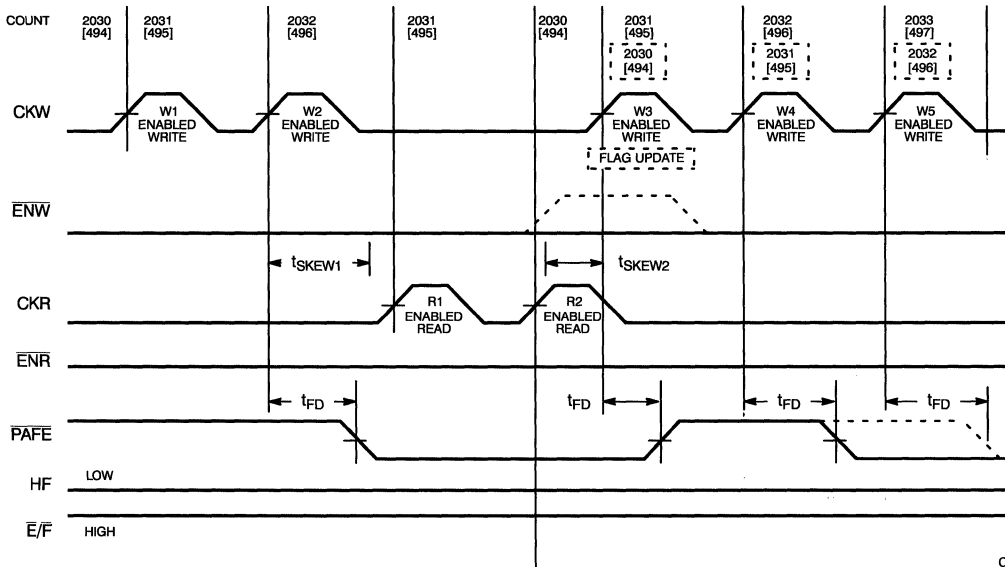 COUNT
2030
[494]
2031
[495]
2032
[496]
2031
[495]
2030
[494]
2031
[495]
2032
[496]
2033
[497]
2030
[494]
2031
[495]
2032
[496]
CKW
W1
ENABLED
WRITE
W2
ENABLED
WRITE
W3
ENABLED
WRITE
W4
ENABLED
WRITE
W5
ENABLED
WRITE
FLAG UPDATE
ENW
tSKEW1
tSKEW2
CKR
R1
ENABLED
READ
R2
ENABLED
READ
ENR
tFD
tFD
tFD
tFD
PAFE
HF
LOW
E/F
HIGH